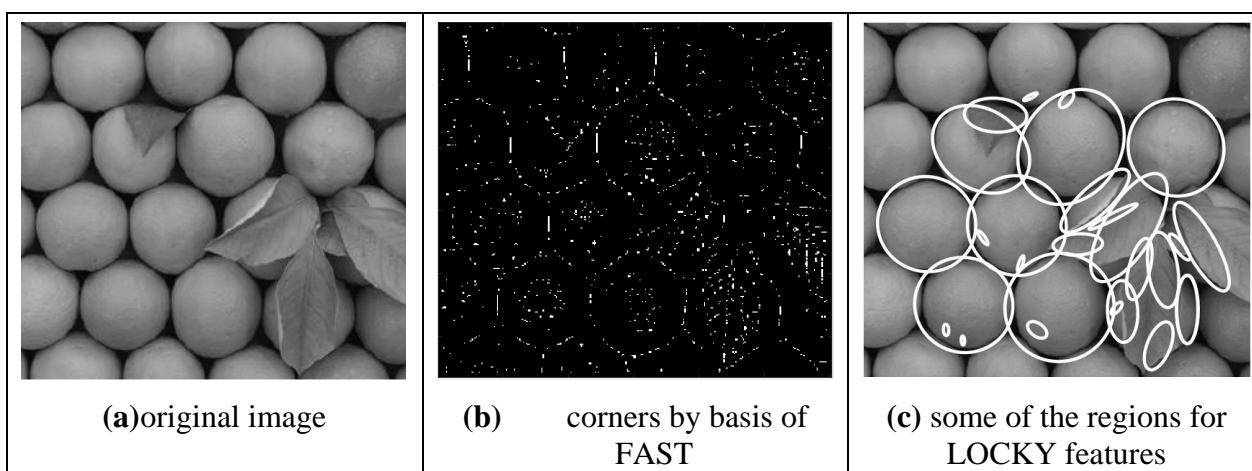 (a)original image
(b) corners by basis of
FAST
(c) some of the regions for
LOCKY features